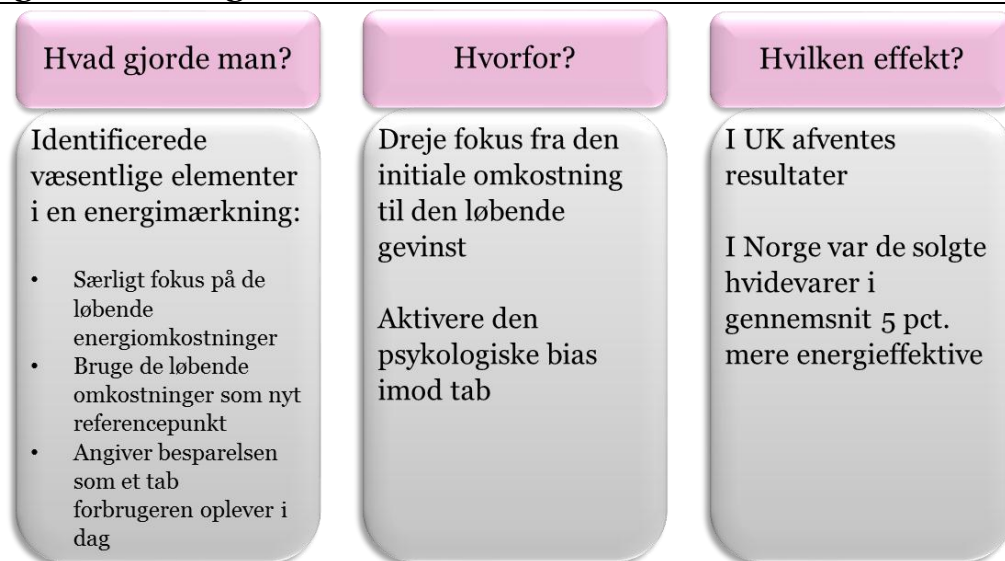 Hvad gjorde man?
Identificerede
væsentlige elementer
i en energimærkning:
• Særligt fokus på de
løbende
energiomkostninger
• Bruge de løbende
omkostninger som nyt
referencepunkt
• Angiver besparelsen
som et tab
forbrugeren oplever i
dag
Hvorfor?
Dreje fokus fra den
initiale omkostning
til den løbende
gevinst
Aktivere den
psykologiske bias
imod tab
Hvilken effekt?
I UK afventes
resultater
I Norge var de solgte
hvidevarer i
gennemsnit 5 pct.
mere energieffektive